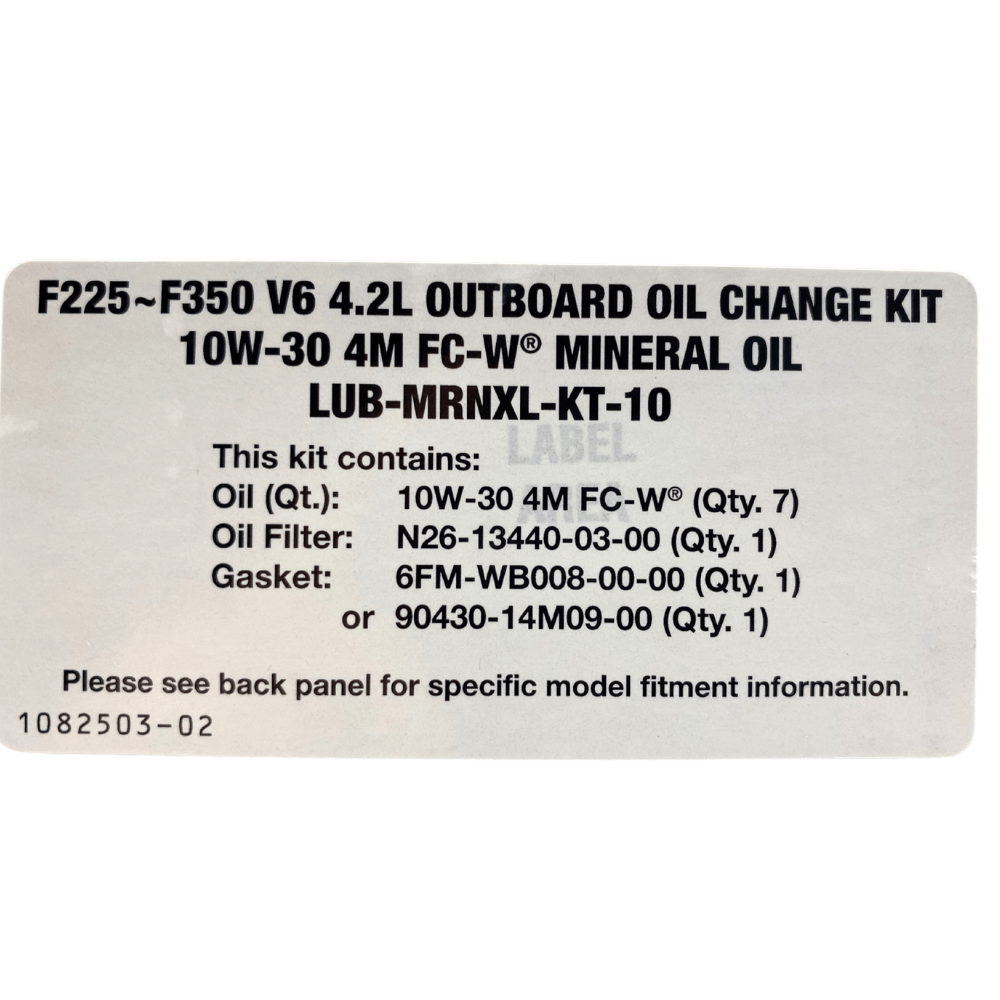 F225~F350 V6 4.2L OUTBOARD OIL CHANGE KIT
10W-30 4M FC-W® MINERAL OIL
LUB-MRNXL-KT-10
LABEL
This kit contains:
Oil (Qt.): 10W-30 4M FC-W® (Qty. 7)
AREA
Oil Filter: N26-13440-03-00 (Qty. 1)
Gasket: 6FM-WB008-00-00 (Qty. 1)
or 90430-14M09-00 (Qty. 1)
Please see back panel for specific model fitment information.
1082503-02